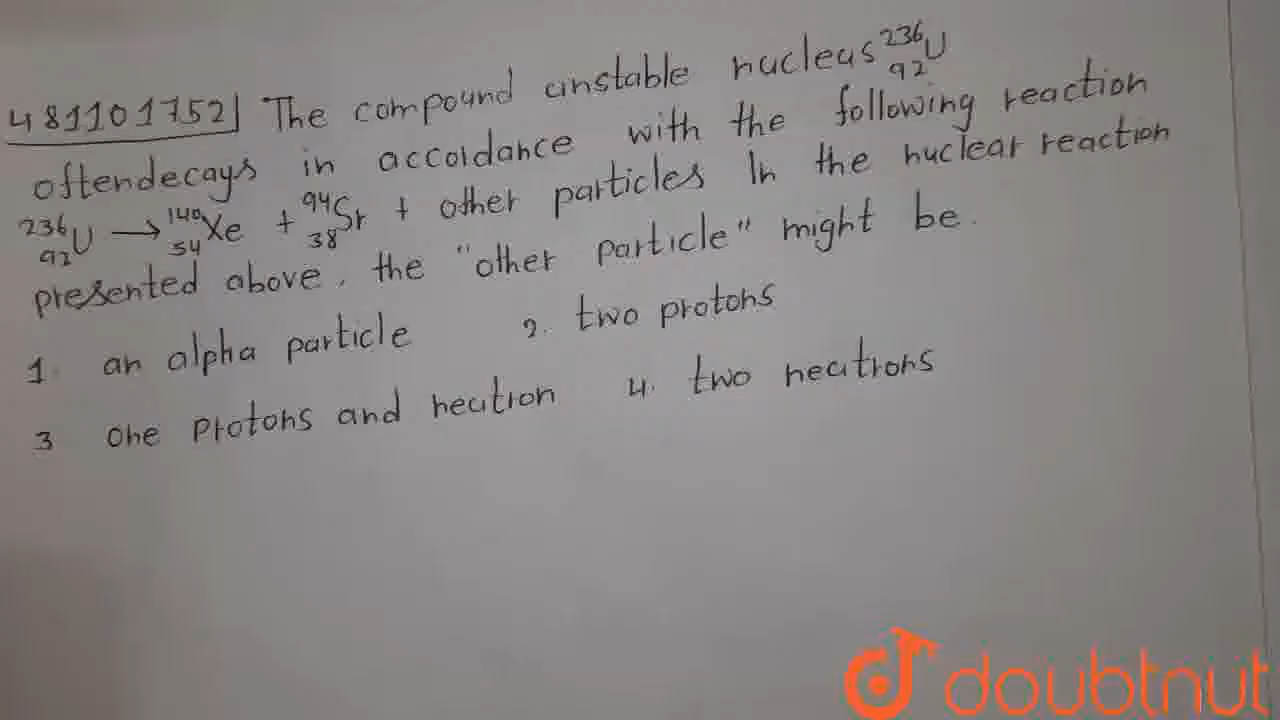 481101752| The compound unstable nucleus ²³⁶₉₂U
oftendecays in accordance with the following reaction
²³⁶₉₂U → ¹⁴⁰₅₄Xe + ⁹⁴₃₈Sr + other particles In the nuclear reaction
presented above, the "other particle" might be.
1. an alpha particle 2. two protons
3 one Protons and neutron 4. two neutrons
doubtnut